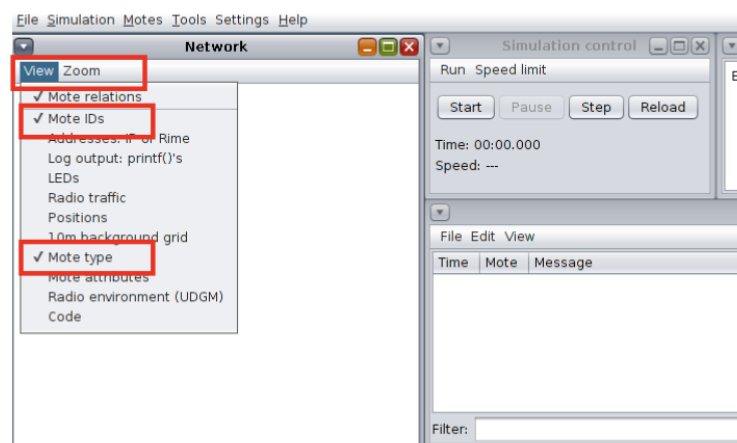 File Simulation Motes Tools Settings Help
Network
View Zoom
✓ Mote relations
✓ Mote IDs
Addresses: IP or Rime
Log output: printf()'s
LEDs
Radio traffic
Positions
10m background grid
✓ Mote type
Mote attributes
Radio environment (UDGM)
Code
Simulation control
Run Speed limit
Start Pause Step Reload
Time: 00:00.000
Speed: ---
File Edit View
Time Mote Message
Filter: